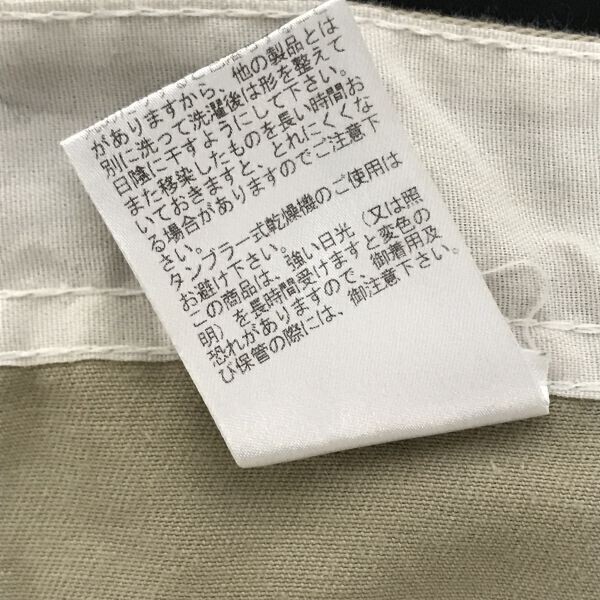 がありますから、他の製品とは
別に洗って洗濯後は形を整えて
日陰に干すようにして下さい。
また移染したものを長い時間お
いておきますと、とれにくくな
る場合がありますのでご注意下
さい。
タンブラー式乾燥機のご使用は
お避け下さい。
この商品は、強い日光（又は照
明）を長時間受けますと変色の
恐れがありますので、御着用及
び保管の際には、御注意下さい。